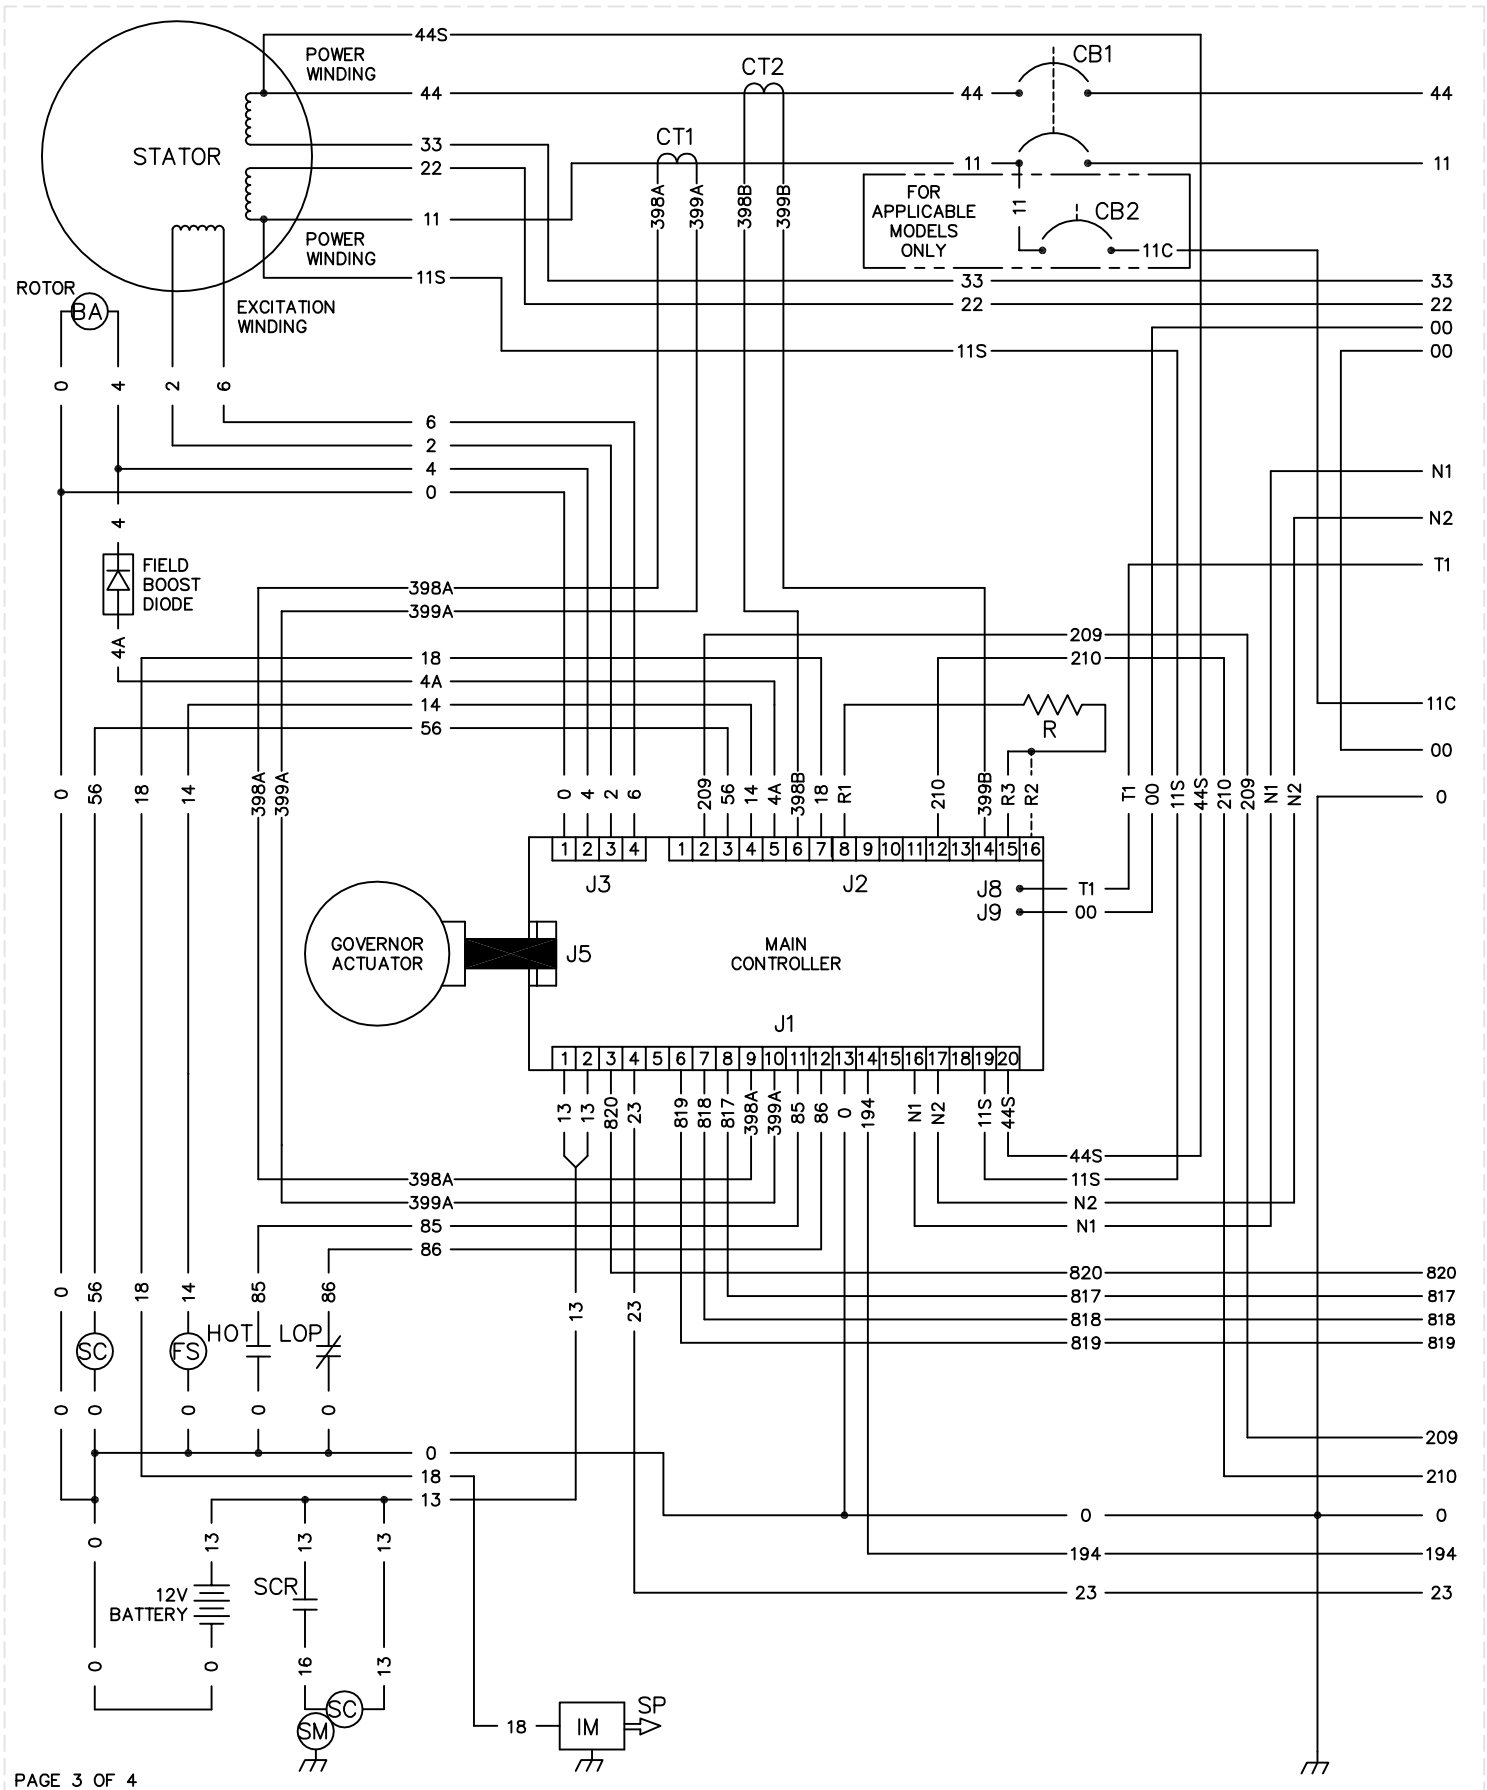 44S
POWER
WINDING
CT2
CB1
44
44
44
33
CT1
STATOR
22
11
11
398A
399A
398B
399B
FOR
APPLICABLE
MODELS
ONLY
11
CB2
11C
11
POWER
WINDING
11S
33
33
ROTOR
BA
EXCITATION
WINDING
22
22
00
11S
00
0
4
2
6
6
2
4
0
N1
N2
4
FIELD
BOOST
DIODE
T1
398A
399A
4A
209
18
210
4A
14
11C
56
R
00
0
56
18
14
398A
399A
0
4
2
6
209
56
14
4A
398B
18
R1
210
399B
R3
R2
T1
00
11S
44S
210
209
N1
N2
0
1 2 3 4
1 2 3 4 5 6 7 8 9 10 11 12 13 14 15 16
J3
J2
J8
T1
J9
00
GOVERNOR
ACTUATOR
J5
MAIN
CONTROLLER
J1
1 2 3 4 5 6 7 8 9 10 11 12 13 14 15 16 17 18 19 20
13
13
820
23
819
818
817
398A
399A
85
86
0
194
N1
N2
11S
44S
44S
398A
11S
399A
N2
85
N1
86
820
820
0
56
18
14
85
86
13
23
817
817
818
818
HOT
LOP
819
819
SC
FS
0
0
0
0
0
209
0
18
210
13
0
0
0
13
13
13
194
194
12V
BATTERY
SCR
23
23
0
0
16
13
SC
SM
18
IM
SP
PAGE 3 OF 4